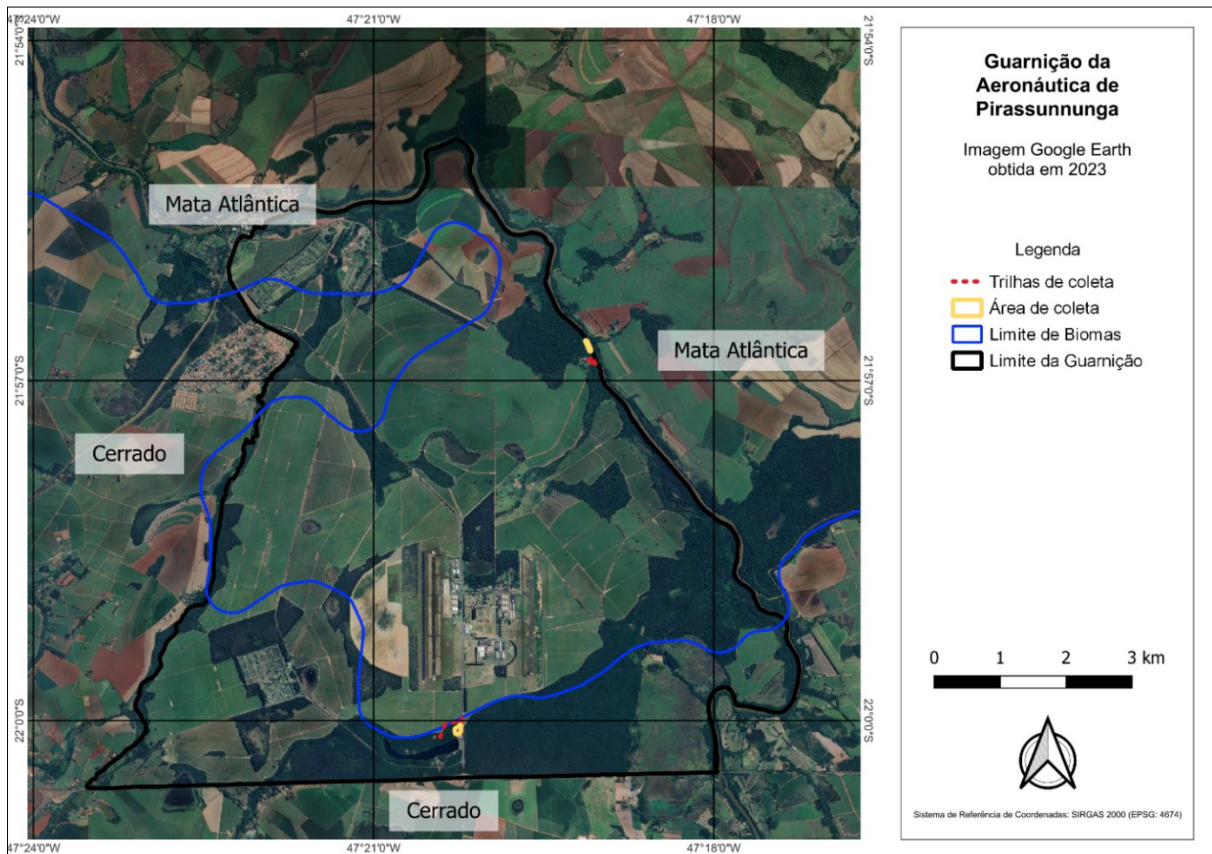 47°24'0"W
47°21'0"W
47°18'0"W
21°54'0"S
21°54'0"S
Mata Atlântica
Mata Atlântica
21°57'0"S
21°57'0"S
Cerrado
22°0'0"S
22°0'0"S
Cerrado
47°24'0"W
47°21'0"W
47°18'0"W
Guarnição da
Aeronáutica de
Pirassunnunga
Imagem Google Earth
obtida em 2023
Legenda
Trilhas de coleta
Área de coleta
Limite de Biomas
Limite da Guarnição
0 1 2 3 km
Sistema de Referência de Coordenadas: SIRGAS 2000 (EPSG: 4674)